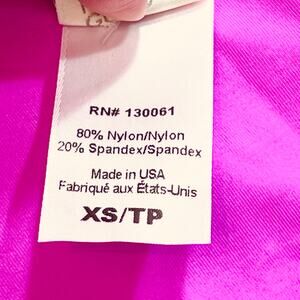 RN# 130061
80% Nylon/Nylon
20% Spandex/Spandex
Made in USA
Fabriqué aux États-Unis
XS/TP